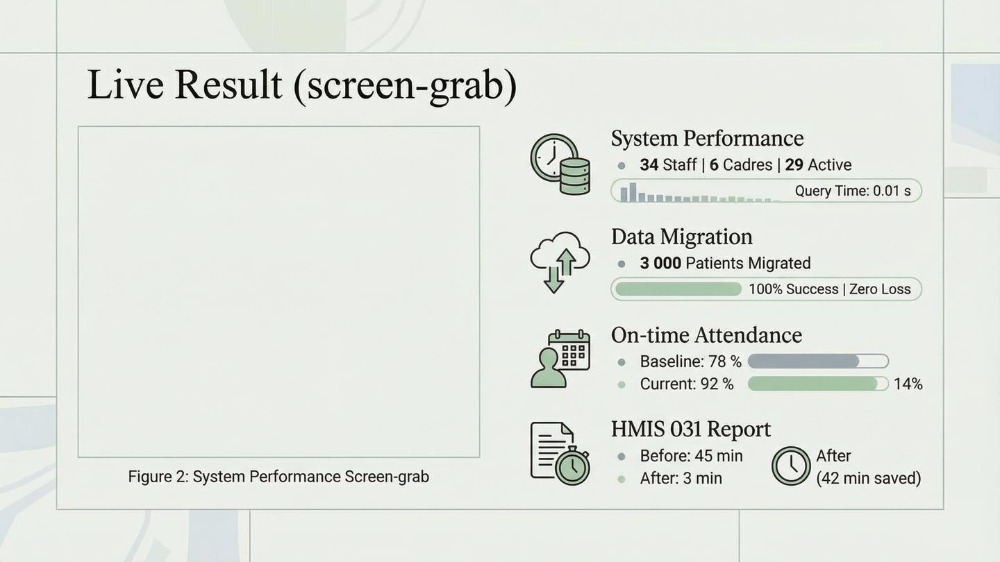 Live Result (screen-grab)
Figure 2: System Performance Screen-grab
System Performance
34 Staff | 6 Cadres | 29 Active
Query Time: 0.01 s
Data Migration
3 000 Patients Migrated
100% Success | Zero Loss
On-time Attendance
Baseline: 78 %
Current: 92 %
14%
HMIS 031 Report
Before: 45 min
After: 3 min
After
(42 min saved)